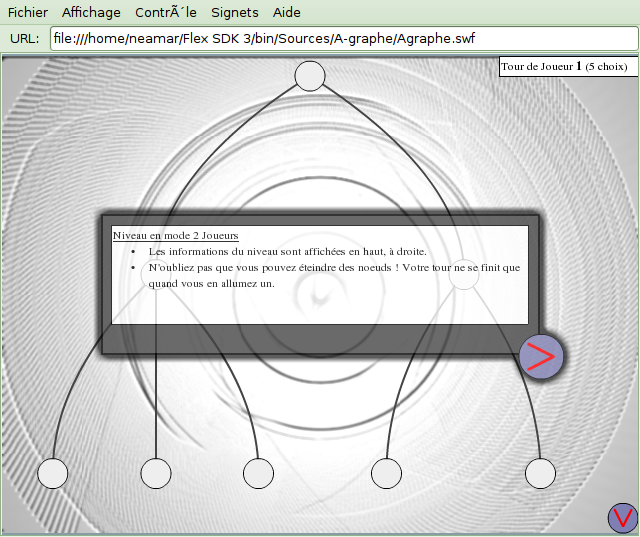 Fichier Affichage ContrÃ´le Signets Aide
URL: file:///home/neamar/Flex SDK 3/bin/Sources/A-graphe/Agraphe.swf
Tour de Joueur 1 (5 choix)
Niveau en mode 2 Joueurs
• Les informations du niveau sont affichées en haut, à droite.
• N'oubliez pas que vous pouvez éteindre des noeuds ! Votre tour ne se finit que
quand vous en allumez un.